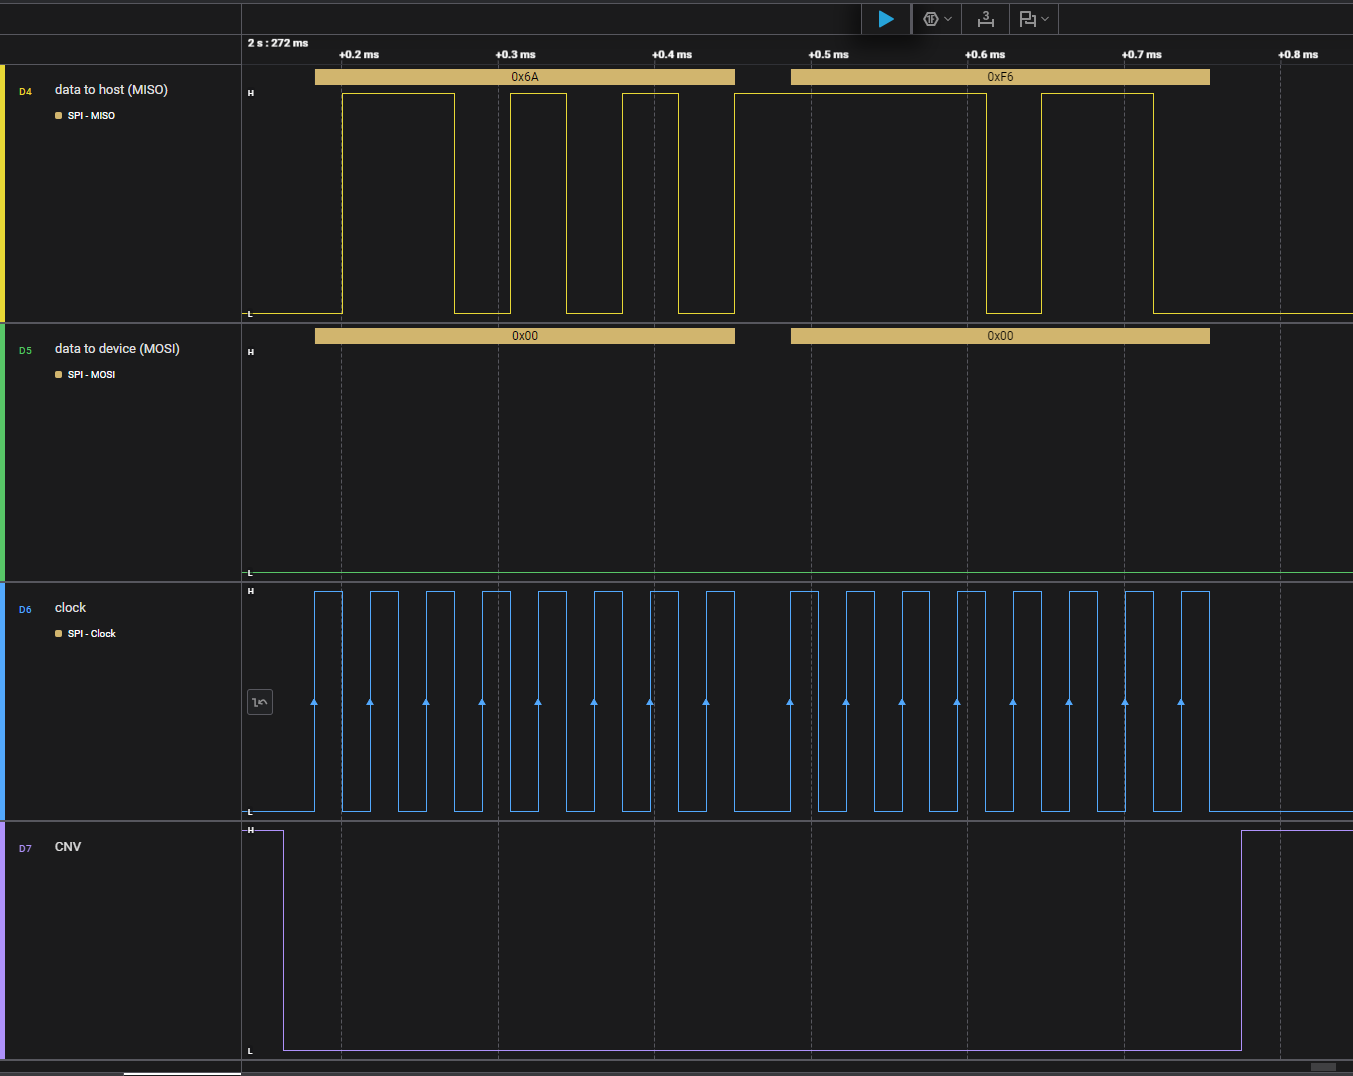 3
2 s : 272 ms
+0.2 ms +0.3 ms +0.4 ms +0.5 ms +0.6 ms +0.7 ms +0.8 ms
D4 data to host (MISO)
SPI - MISO
H
L
0x6A 0xF6
D5 data to device (MOSI)
SPI - MOSI
H
L
0x00 0x00
D6 clock
SPI - Clock
H
L
D7 CNV
H
L